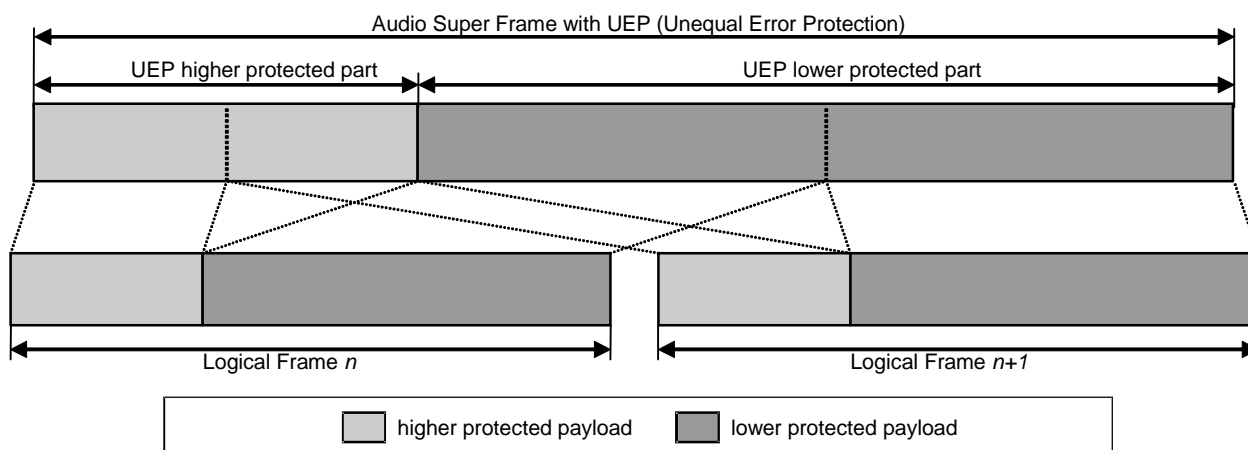 Audio Super Frame with UEP (Unequal Error Protection)
UEP higher protected part
UEP lower protected part
Logical Frame n
Logical Frame n+1
higher protected payload
lower protected payload